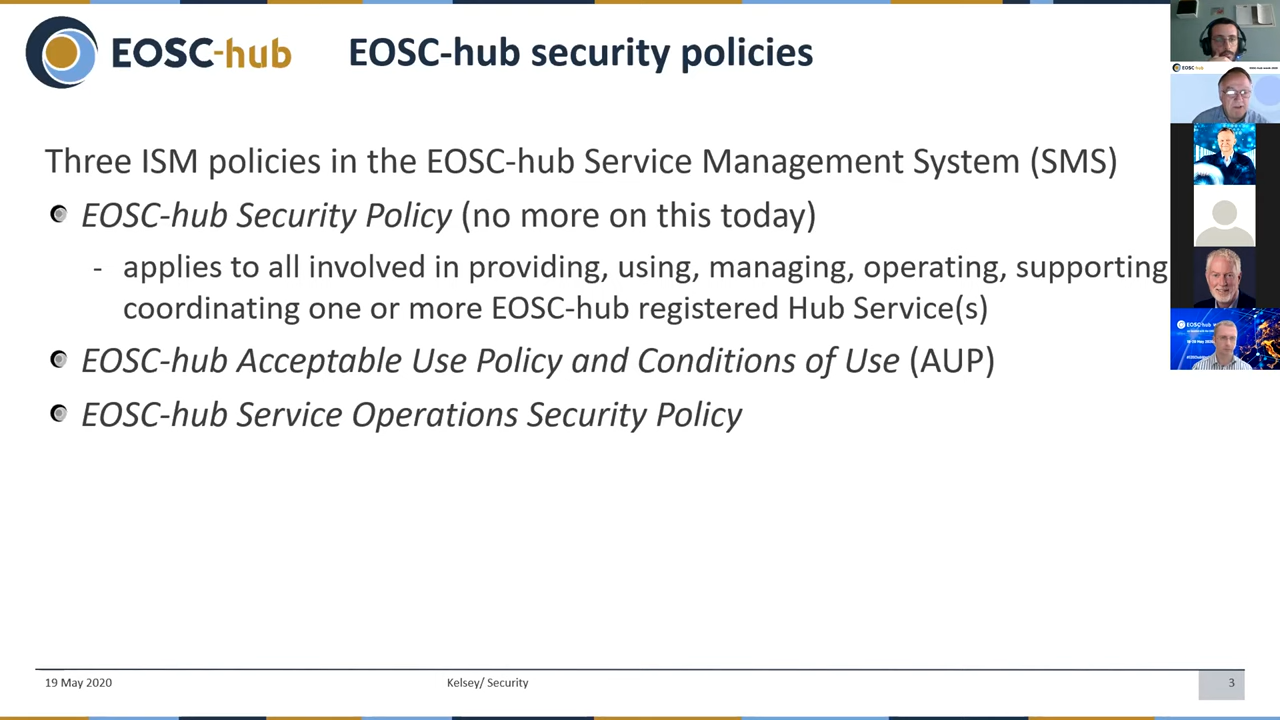 EOSC-hub
EOSC-hub security policies
Three ISM policies in the EOSC-hub Service Management System (SMS)
EOSC-hub Security Policy (no more on this today)
- applies to all involved in providing, using, managing, operating, supporting
coordinating one or more EOSC-hub registered Hub Service(s)
EOSC-hub Acceptable Use Policy and Conditions of Use (AUP)
EOSC-hub Service Operations Security Policy
19 May 2020
Kelsey/ Security
3